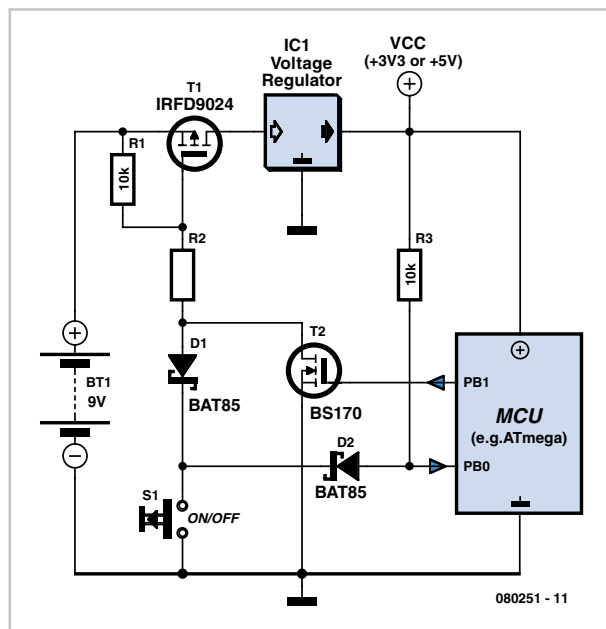 IC1
Voltage
Regulator
VCC
(+3V3 or +5V)
T1
IRFD9024
R1
10k
R2
R3
10k
D1
BAT85
T2
BS170
BT1
9V
D2
BAT85
PB1
MCU
(e.g.ATmega)
PB0
S1
ON/OFF
080251 - 11